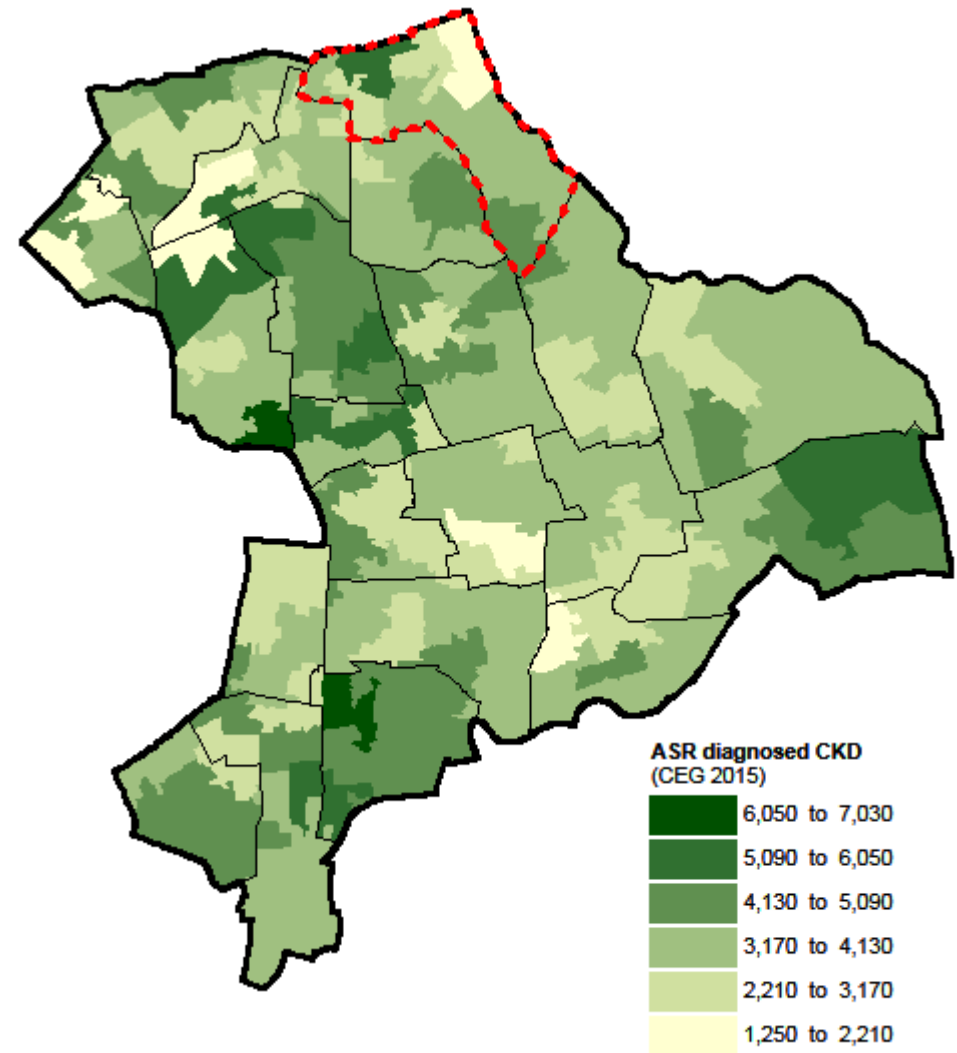 ASR diagnosed CKD
(CEG 2015)
6,050 to 7,030
5,090 to 6,050
4,130 to 5,090
3,170 to 4,130
2,210 to 3,170
1,250 to 2,210